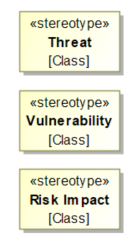 «stereotype»
Threat
[Class]
«stereotype»
Vulnerability
[Class]
«stereotype»
Risk Impact
[Class]